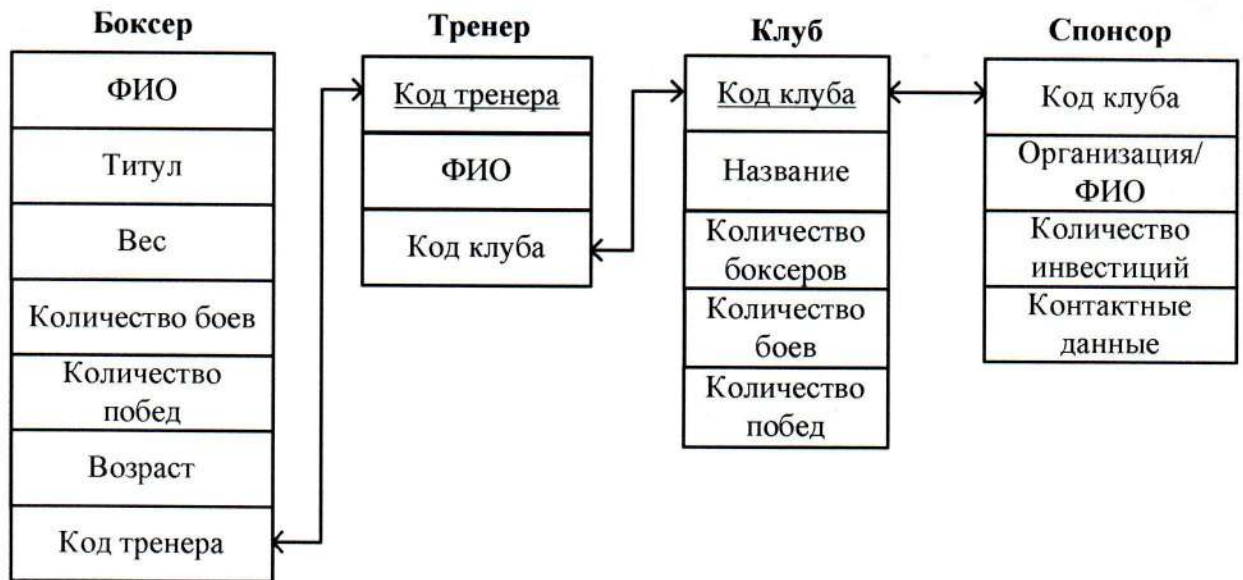 Боксер
ФИО
Титул
Вес
Количество боев
Количество
побед
Возраст
Код тренера
Тренер
Код тренера
ФИО
Код клуба
Клуб
Код клуба
Название
Количество
боксеров
Количество
боев
Количество
побед
Спонсор
Код клуба
Организация/
ФИО
Количество
инвестиций
Контактные
данные